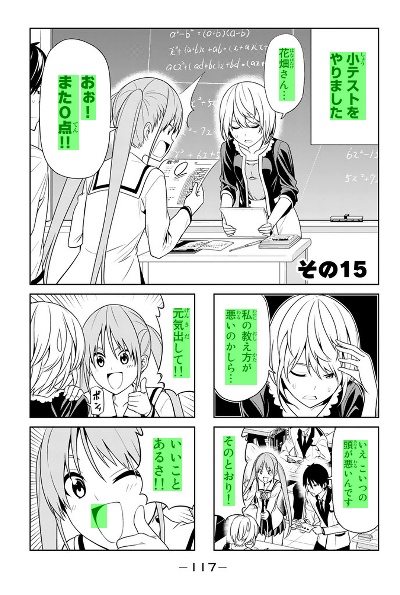 小テストを
やりました
花畑さん…
おぉ!
また0点!!
その15
私の教え方が
悪いのかしら…
元気出して!!
ポン
いえ こいつの
頭が悪いんです
そのとおり!
いいこと
あるさ!!
-117-